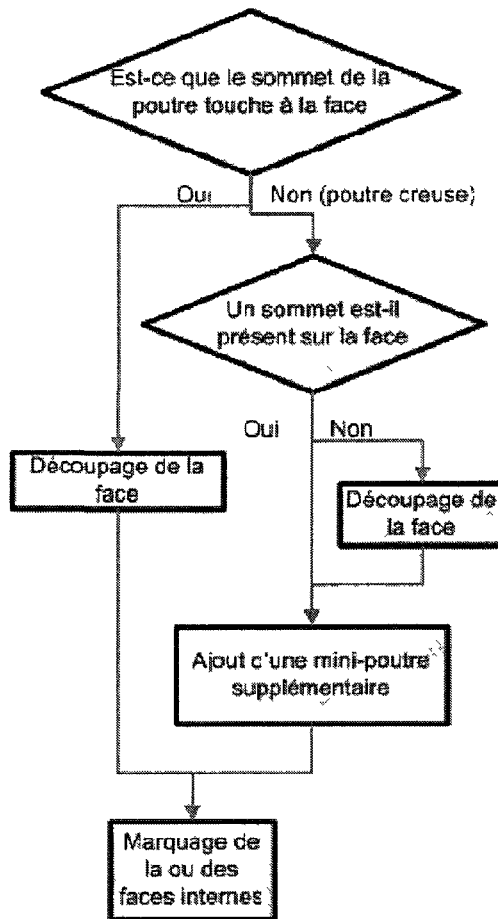 Est-ce que le sommet de la
poutre touche à la face
Oui
Non (poutre creuse)
Un sommet est-il
présent sur la face
Oui
Non
Découpage de la
face
Découpage de
la face
Ajout d'une mini-poutre
supplémentaire
Marquage de
la ou des
faces internes